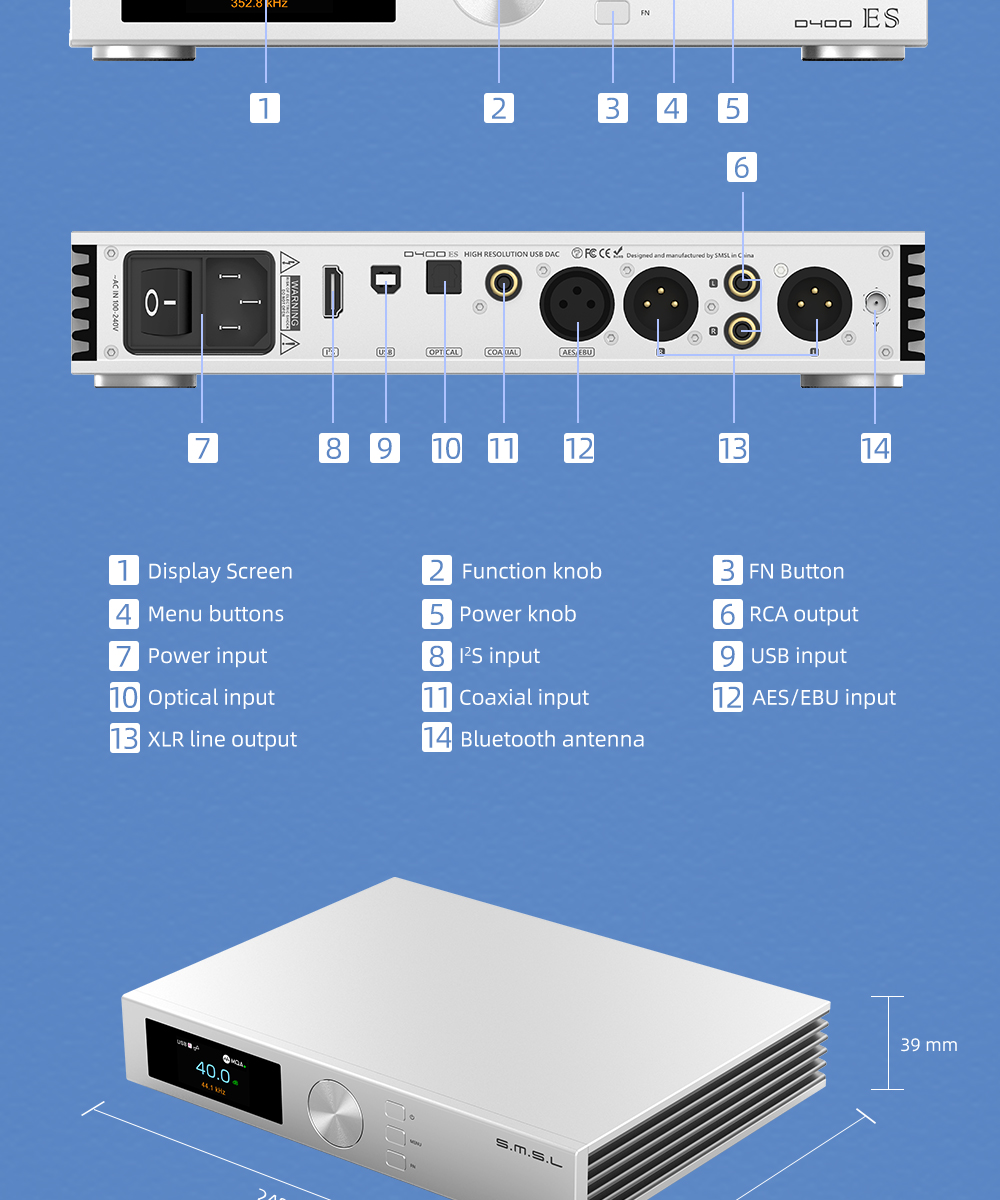 352.8 kHz
FN
D400 ES
1
2
3
4
5
6
D400 ES HIGH RESOLUTION USB DAC
FC CE Designed and manufactured by SMSL in China
~AC IN 100-240V
WARNING
L
R
I²S
USB
OPTICAL
COAXIAL
AES/EBU
R
L
7
8
9
10
11
12
13
14
1 Display Screen
2 Function knob
3 FN Button
4 Menu buttons
5 Power knob
6 RCA output
7 Power input
8 I²S input
9 USB input
10 Optical input
11 Coaxial input
12 AES/EBU input
13 XLR line output
14 Bluetooth antenna
39 mm
USB
MQA
40.0 dB
44.1 kHz
MENU
FN
S.M.S.L